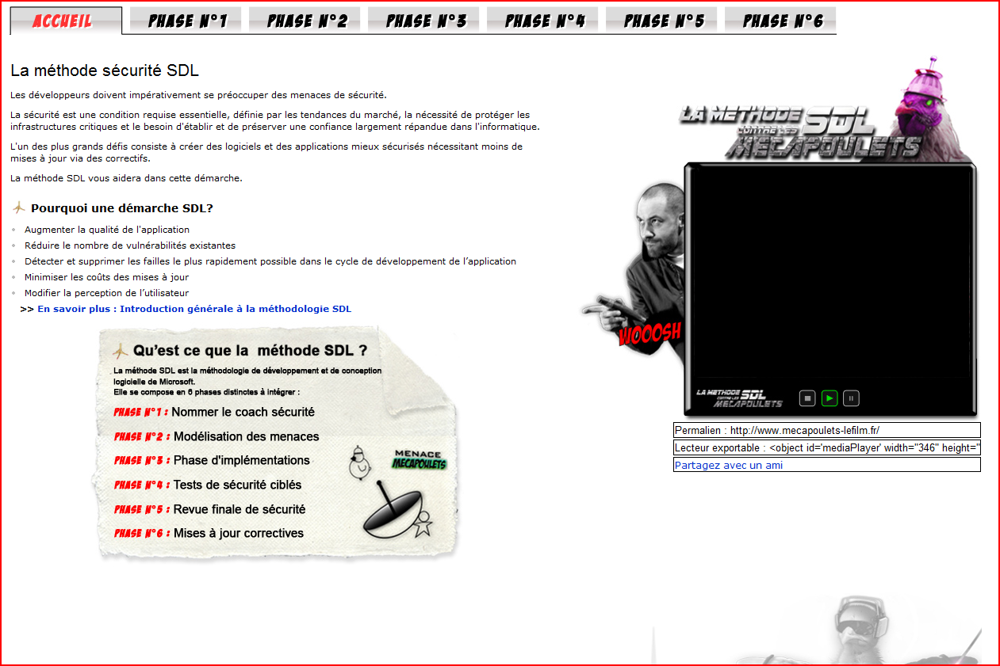 ACCUEIL PHASE N°1 PHASE N°2 PHASE N°3 PHASE N°4 PHASE N°5 PHASE N°6
La méthode sécurité SDL
Les développeurs doivent impérativement se préoccuper des menaces de sécurité.
La sécurité est une condition requise essentielle, définie par les tendances du marché, la nécessité de protéger les
infrastructures critiques et le besoin d'établir et de préserver une confiance largement répandue dans l'informatique.
L'un des plus grands défis consiste à créer des logiciels et des applications mieux sécurisés nécessitant moins de
mises à jour via des correctifs.
La méthode SDL vous aidera dans cette démarche.
Pourquoi une démarche SDL?
Augmenter la qualité de l'application
Réduire le nombre de vulnérabilités existantes
Détecter et supprimer les failles le plus rapidement possible dans le cycle de développement de l’application
Minimiser les coûts des mises à jour
Modifier la perception de l’utilisateur
>> En savoir plus : Introduction générale à la méthodologie SDL
Qu’est ce que la méthode SDL ?
La méthode SDL est la méthodologie de développement et de conception
logicielle de Microsoft.
Elle se compose en 6 phases distinctes à intégrer :
PHASE N°1 : Nommer le coach sécurité
PHASE N°2 : Modélisation des menaces
PHASE N°3 : Phase d'implémentations
PHASE N°4 : Tests de sécurité ciblés
PHASE N°5 : Revue finale de sécurité
PHASE N°6 : Mises à jour correctives
MENACE
MECAPOULETS
LA METHODE SDL
CONTRE LES
MECAPOULETS
WOOOSH
LA METHODE SDL
CONTRE LES
MECAPOULETS
Permalien : http://www.mecapoulets-lefilm.fr/
Lecteur exportable : <object id='mediaPlayer' width="346" height="
Partagez avec un ami